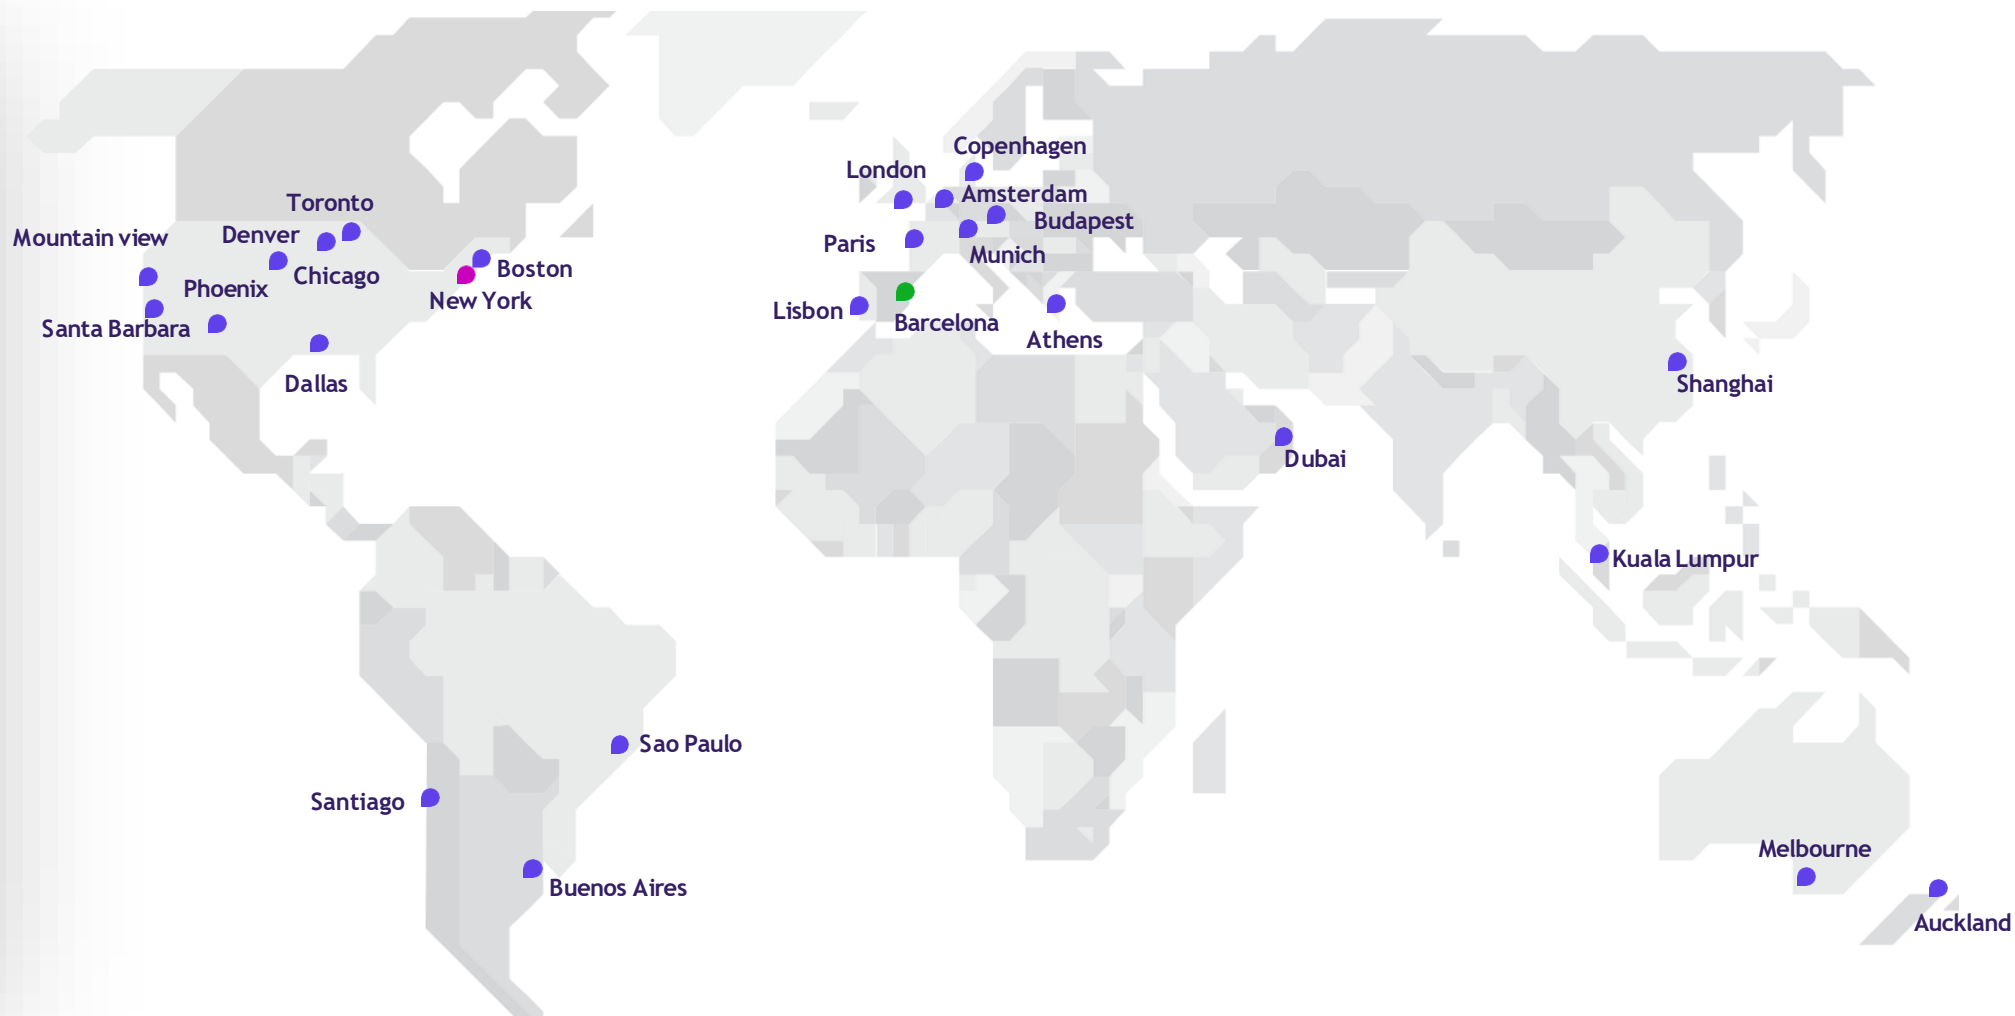 Copenhagen
London
Amsterdam
Toronto
Budapest
Denver
Mountain view
Paris
Munich
Boston
Chicago
Phoenix
New York
Lisbon
Barcelona
Santa Barbara
Athens
Dallas
Shanghai
Dubai
Kuala Lumpur
Sao Paulo
Santiago
Melbourne
Buenos Aires
Auckland